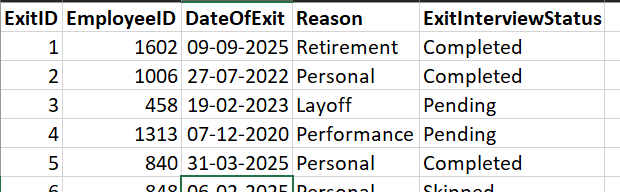 ExitID EmployeeID DateOfExit Reason ExitInterviewStatus
1 1602 09-09-2025 Retirement Completed
2 1006 27-07-2022 Personal Completed
3 458 19-02-2023 Layoff Pending
4 1313 07-12-2020 Performance Pending
5 840 31-03-2025 Personal Completed
6 848 06-02-2025 Personal Skipped